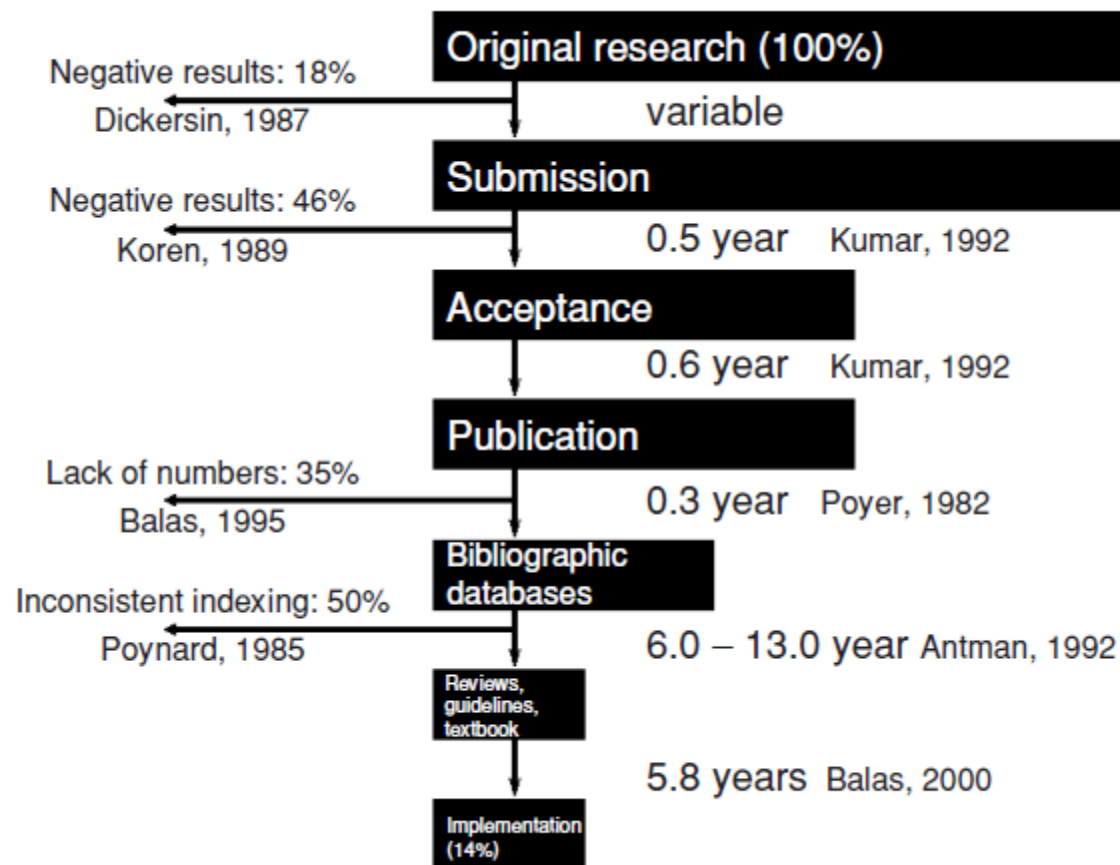 Original research (100%)
Negative results: 18%
Dickersin, 1987
variable
Submission
Negative results: 46%
Koren, 1989
0.5 year Kumar, 1992
Acceptance
0.6 year Kumar, 1992
Publication
Lack of numbers: 35%
Balas, 1995
0.3 year Poyer, 1982
Bibliographic
databases
Inconsistent indexing: 50%
Poynard, 1985
6.0 – 13.0 year Antman, 1992
Reviews,
guidelines,
textbook
5.8 years Balas, 2000
Implementation
(14%)